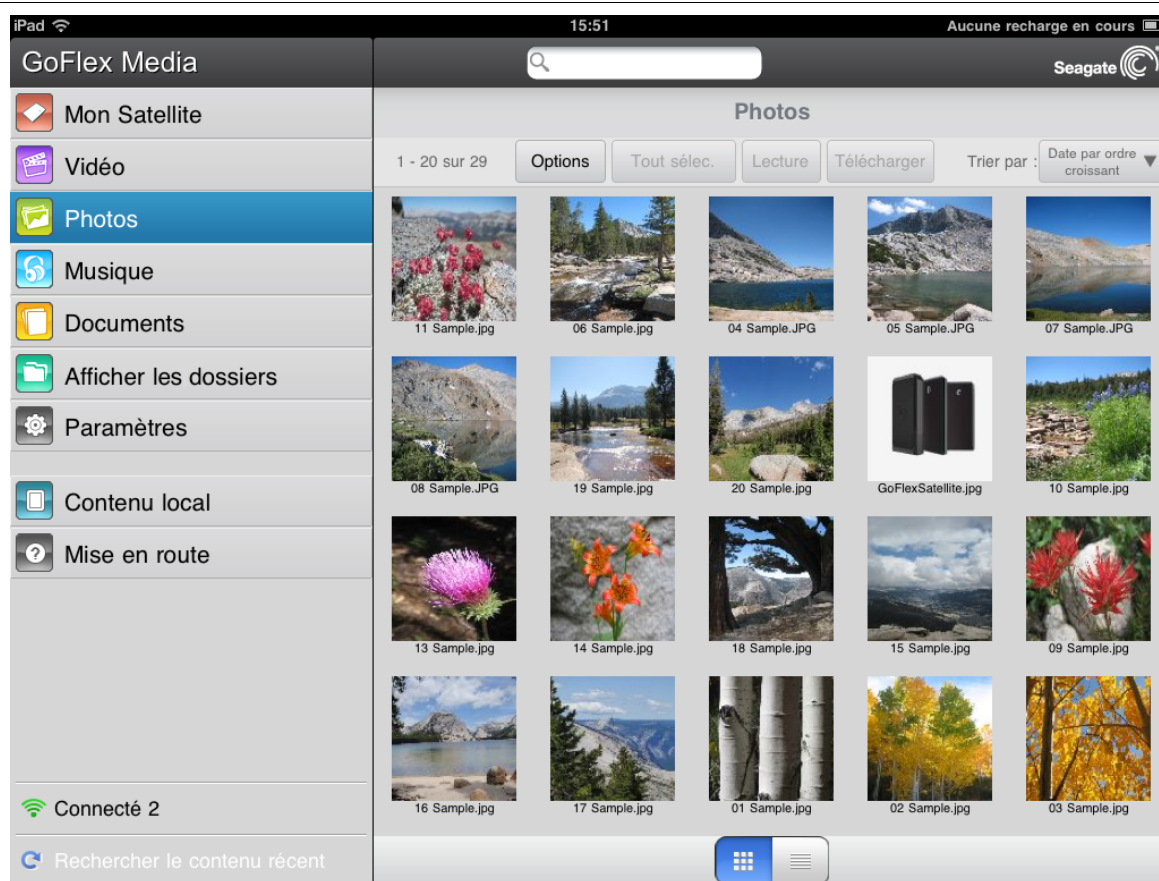 iPad 15:51 Aucune recharge en cours
GoFlex Media
Seagate
Mon Satellite
Vidéo
Photos
Musique
Documents
Afficher les dossiers
Paramètres
Contenu local
Mise en route
Connecté 2
Rechercher le contenu récent
Photos
1 - 20 sur 29 Options Tout sélec. Lecture Télécharger Trier par : Date par ordre
croissant
11 Sample.jpg 06 Sample.jpg 04 Sample.JPG 05 Sample.JPG 07 Sample.JPG
08 Sample.JPG 19 Sample.jpg 20 Sample.jpg GoFlexSatellite.jpg 10 Sample.jpg
13 Sample.jpg 14 Sample.jpg 18 Sample.jpg 15 Sample.jpg 09 Sample.jpg
16 Sample.jpg 17 Sample.jpg 01 Sample.jpg 02 Sample.jpg 03 Sample.jpg